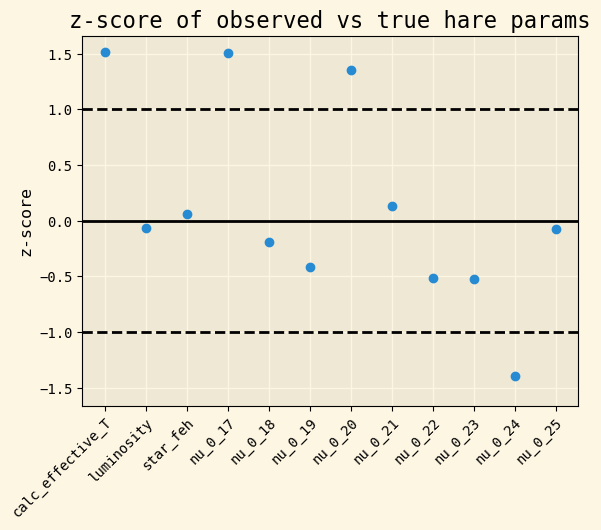 z-score of observed vs true hare params
1.5
1.0
0.5
0.0
−0.5
−1.0
−1.5
z-score
calc_effective_T
luminosity
star_feh
nu_0_17
nu_0_18
nu_0_19
nu_0_20
nu_0_21
nu_0_22
nu_0_23
nu_0_24
nu_0_25